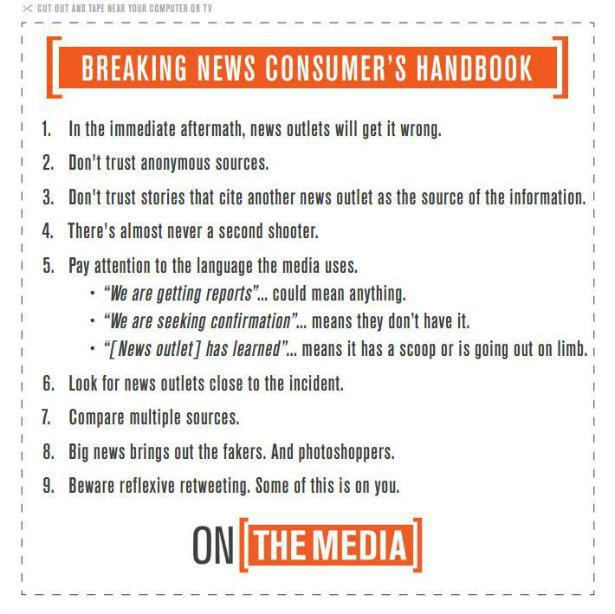 CUT OUT AND TAPE NEAR YOUR COMPUTER OR TV
BREAKING NEWS CONSUMER'S HANDBOOK
1. In the immediate aftermath, news outlets will get it wrong.
2. Don't trust anonymous sources.
3. Don't trust stories that cite another news outlet as the source of the information.
4. There's almost never a second shooter.
5. Pay attention to the language the media uses.
• “We are getting reports”... could mean anything.
• “We are seeking confirmation”... means they don't have it.
• “[News outlet] has learned”... means it has a scoop or is going out on limb.
6. Look for news outlets close to the incident.
7. Compare multiple sources.
8. Big news brings out the fakers. And photoshoppers.
9. Beware reflexive retweeting. Some of this is on you.
ON [THE MEDIA]